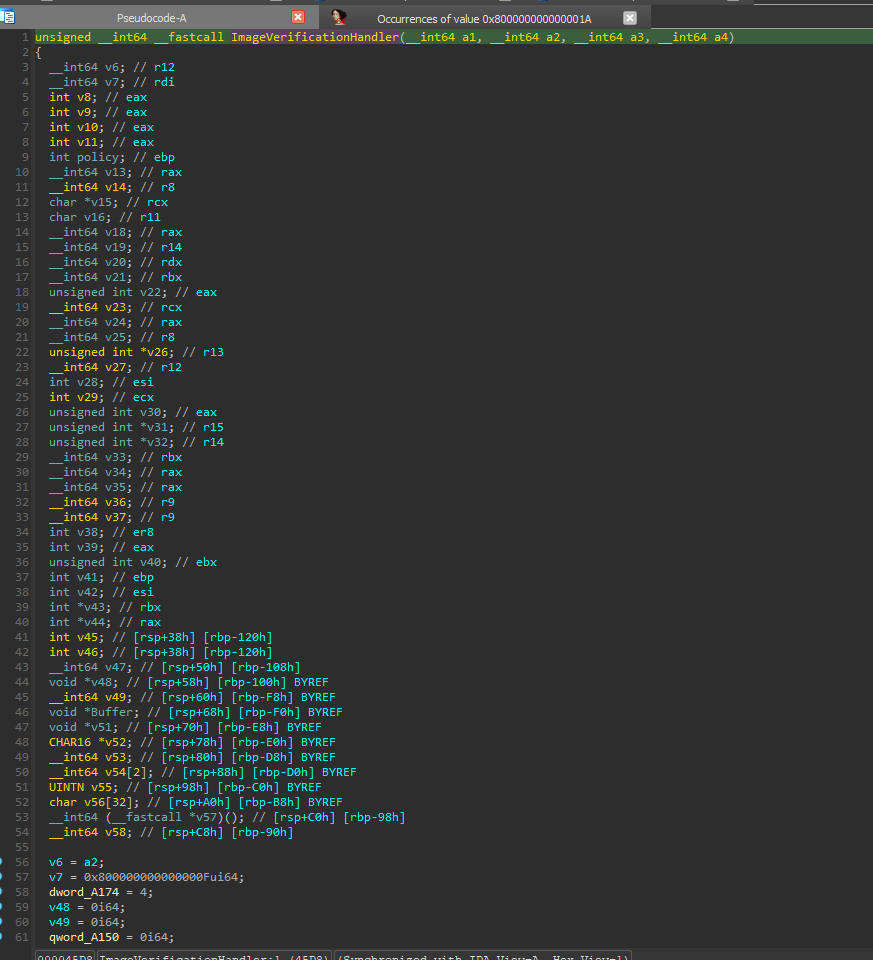 Pseudocode-A
Occurrences of value 0x800000000000001A
1 unsigned __int64 __fastcall ImageVerificationHandler(__int64 a1, __int64 a2, __int64 a3, __int64 a4)
2 {
3 __int64 v6; // r12
4 __int64 v7; // rdi
5 int v8; // eax
6 int v9; // eax
7 int v10; // eax
8 int v11; // eax
9 int policy; // ebp
10 __int64 v13; // rax
11 __int64 v14; // r8
12 char *v15; // rcx
13 char v16; // r11
14 __int64 v18; // rax
15 __int64 v19; // r14
16 __int64 v20; // rdx
17 __int64 v21; // rbx
18 unsigned int v22; // eax
19 __int64 v23; // rcx
20 __int64 v24; // rax
21 __int64 v25; // r8
22 unsigned int *v26; // r13
23 __int64 v27; // r12
24 int v28; // esi
25 int v29; // ecx
26 unsigned int v30; // eax
27 unsigned int *v31; // r15
28 unsigned int *v32; // r14
29 __int64 v33; // rbx
30 __int64 v34; // rax
31 __int64 v35; // rax
32 __int64 v36; // r9
33 __int64 v37; // r9
34 int v38; // er8
35 int v39; // eax
36 unsigned int v40; // ebx
37 int v41; // ebp
38 int v42; // esi
39 int *v43; // rbx
40 int *v44; // rax
41 int v45; // [rsp+38h] [rbp-120h]
42 int v46; // [rsp+38h] [rbp-120h]
43 __int64 v47; // [rsp+50h] [rbp-108h]
44 void *v48; // [rsp+58h] [rbp-100h] BYREF
45 __int64 v49; // [rsp+60h] [rbp-F8h] BYREF
46 void *Buffer; // [rsp+68h] [rbp-F0h] BYREF
47 void *v51; // [rsp+70h] [rbp-E8h] BYREF
48 CHAR16 *v52; // [rsp+78h] [rbp-E0h] BYREF
49 __int64 v53; // [rsp+80h] [rbp-D8h] BYREF
50 __int64 v54[2]; // [rsp+88h] [rbp-D0h] BYREF
51 UINTN v55; // [rsp+98h] [rbp-C0h] BYREF
52 char v56[32]; // [rsp+A0h] [rbp-B8h] BYREF
53 __int64 (__fastcall *v57)(); // [rsp+C0h] [rbp-98h]
54 __int64 v58; // [rsp+C8h] [rbp-90h]
55
56 v6 = a2;
57 v7 = 0x800000000000000Fui64;
58 dword_A174 = 4;
59 v48 = 0i64;
60 v49 = 0i64;
61 qword_A150 = 0i64;